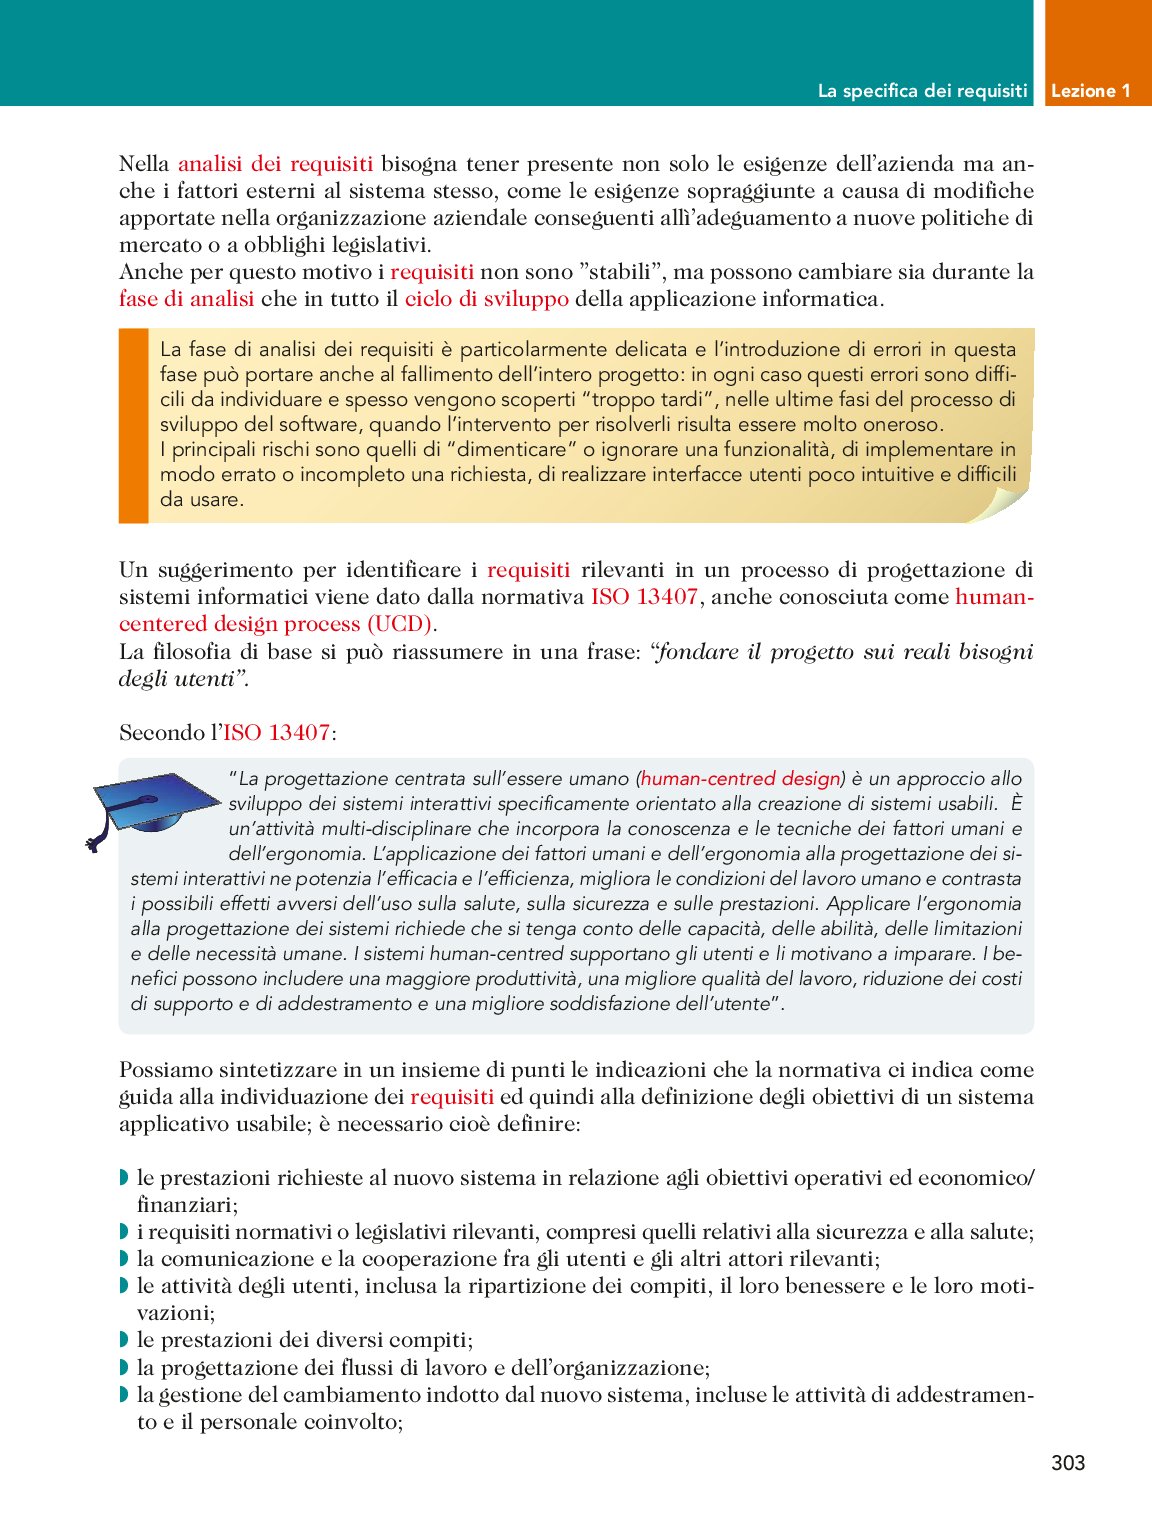 La specifica dei requisiti Lezione 1
Nella analisi dei requisiti bisogna tener presente non solo le esigenze dell'azienda ma an-
che i fattori esterni al sistema stesso, come le esigenze sopraggiunte a causa di modifiche
apportate nella organizzazione aziendale conseguenti allì'adeguamento a nuove politiche di
mercato o a obblighi legislativi.
Anche per questo motivo i requisiti non sono ”stabili”, ma possono cambiare sia durante la
fase di analisi che in tutto il ciclo di sviluppo della applicazione informatica.
La fase di analisi dei requisiti è particolarmente delicata e l'introduzione di errori in questa
fase può portare anche al fallimento dell'intero progetto: in ogni caso questi errori sono diffi-
cili da individuare e spesso vengono scoperti “troppo tardi”, nelle ultime fasi del processo di
sviluppo del software, quando l'intervento per risolverli risulta essere molto oneroso.
I principali rischi sono quelli di “dimenticare” o ignorare una funzionalità, di implementare in
modo errato o incompleto una richiesta, di realizzare interfacce utenti poco intuitive e difficili
da usare.
Un suggerimento per identificare i requisiti rilevanti in un processo di progettazione di
sistemi informatici viene dato dalla normativa ISO 13407, anche conosciuta come human-
centered design process (UCD).
La filosofia di base si può riassumere in una frase: “fondare il progetto sui reali bisogni
degli utenti”.
Secondo l'ISO 13407:
“La progettazione centrata sull'essere umano (human-centred design) è un approccio allo
sviluppo dei sistemi interattivi specificamente orientato alla creazione di sistemi usabili. È
un'attività multi-disciplinare che incorpora la conoscenza e le tecniche dei fattori umani e
dell'ergonomia. L'applicazione dei fattori umani e dell'ergonomia alla progettazione dei si-
stemi interattivi ne potenzia l'efficacia e l'efficienza, migliora le condizioni del lavoro umano e contrasta
i possibili effetti avversi dell'uso sulla salute, sulla sicurezza e sulle prestazioni. Applicare l'ergonomia
alla progettazione dei sistemi richiede che si tenga conto delle capacità, delle abilità, delle limitazioni
e delle necessità umane. I sistemi human-centred supportano gli utenti e li motivano a imparare. I be-
nefici possono includere una maggiore produttività, una migliore qualità del lavoro, riduzione dei costi
di supporto e di addestramento e una migliore soddisfazione dell'utente”.
Possiamo sintetizzare in un insieme di punti le indicazioni che la normativa ci indica come
guida alla individuazione dei requisiti ed quindi alla definizione degli obiettivi di un sistema
applicativo usabile; è necessario cioè definire:
◗ le prestazioni richieste al nuovo sistema in relazione agli obiettivi operativi ed economico/
finanziari;
◗ i requisiti normativi o legislativi rilevanti, compresi quelli relativi alla sicurezza e alla salute;
◗ la comunicazione e la cooperazione fra gli utenti e gli altri attori rilevanti;
◗ le attività degli utenti, inclusa la ripartizione dei compiti, il loro benessere e le loro moti-
vazioni;
◗ le prestazioni dei diversi compiti;
◗ la progettazione dei flussi di lavoro e dell'organizzazione;
◗ la gestione del cambiamento indotto dal nuovo sistema, incluse le attività di addestramen-
to e il personale coinvolto;
303